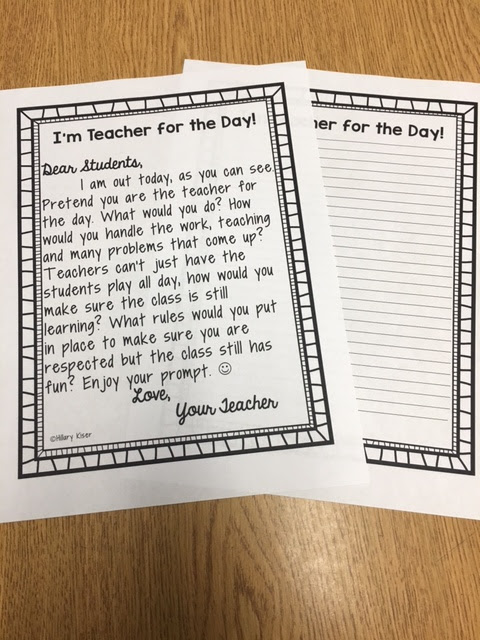 I'm Teacher for the Day!
Dear Students,
I am out today, as you can see.
Pretend you are the teacher for
the day. What would you do? How
would you handle the work, teaching
and many problems that come up?
Teachers can't just have the
students play all day, how would you
make sure the class is still
learning? What rules would you put
in place to make sure you are
respected but the class still has
fun? Enjoy your prompt. ☺
Love,
Your Teacher
©Hillary Kiser
her for the Day!